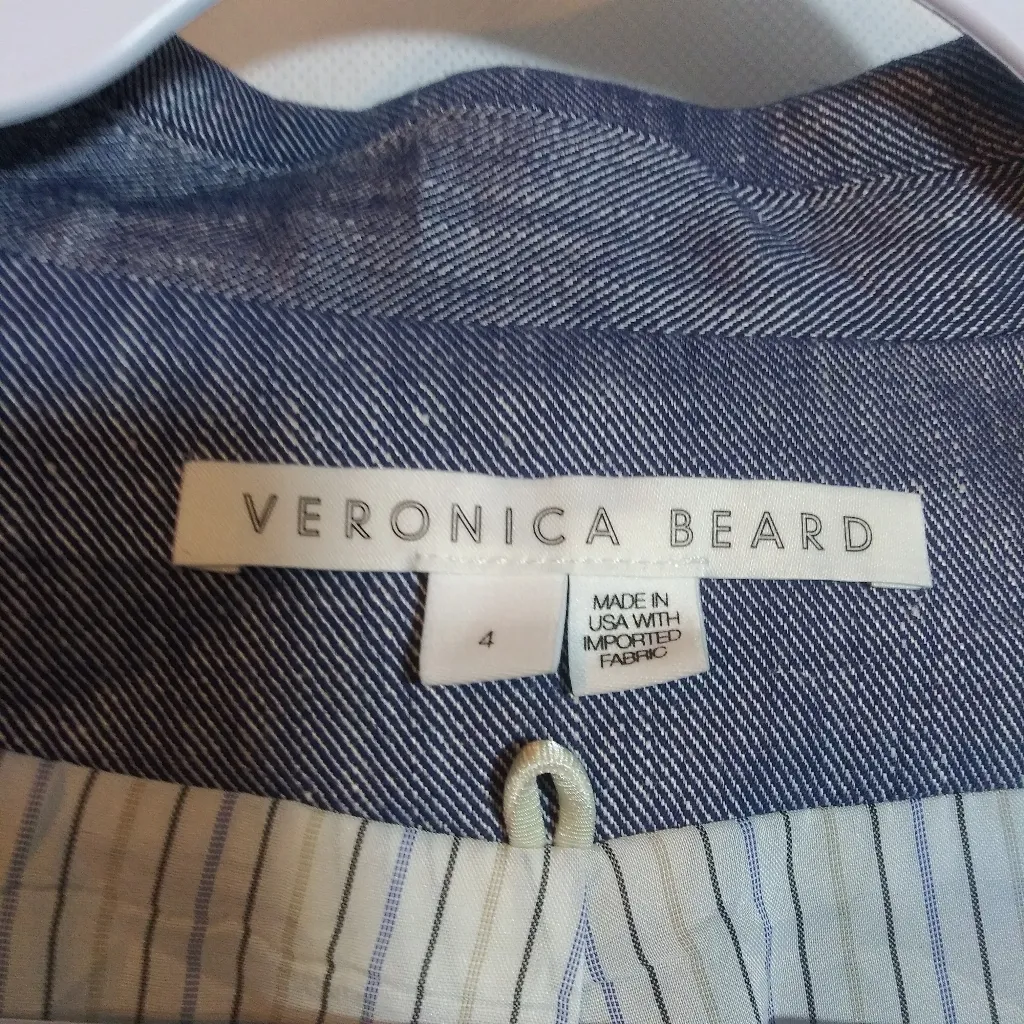 VERONICA BEARD
4
MADE IN
USA WITH
IMPORTED
FABRIC